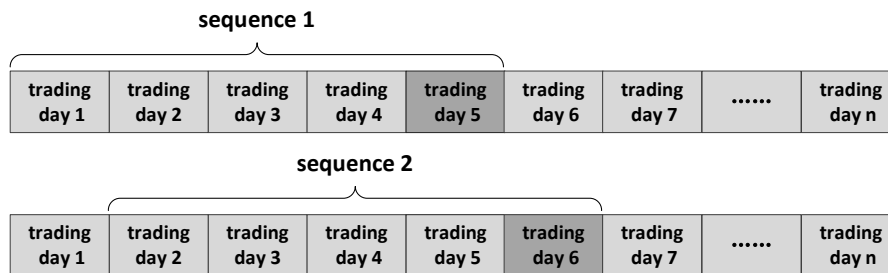 sequence 1
trading trading trading trading trading trading trading ...... trading
day 1 day 2 day 3 day 4 day 5 day 6 day 7 day n
sequence 2
trading trading trading trading trading trading trading ...... trading
day 1 day 2 day 3 day 4 day 5 day 6 day 7 day n